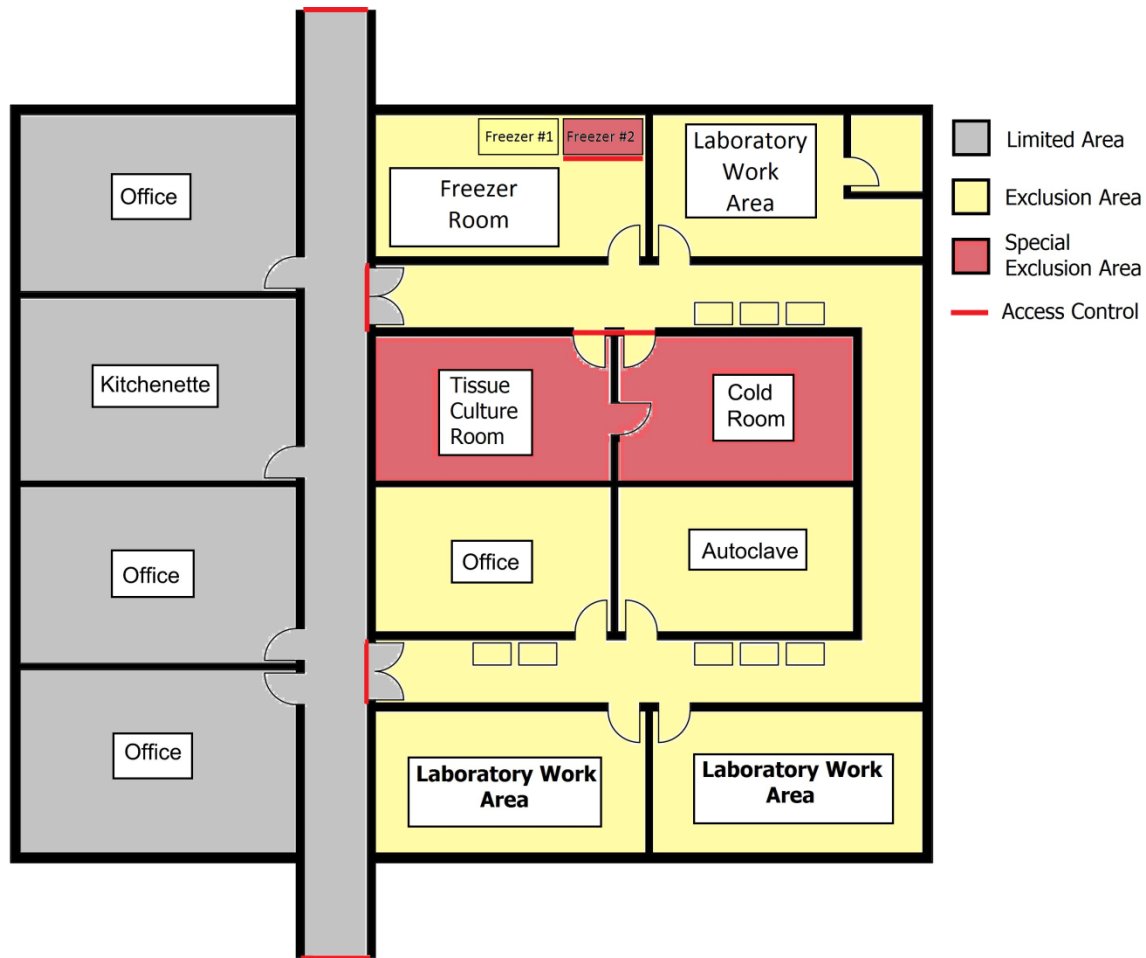 Office
Freezer #1
Freezer #2
Freezer
Room
Laboratory
Work
Area
Limited Area
Exclusion Area
Special
Exclusion Area
Access Control
Kitchenette
Tissue
Culture
Room
Cold
Room
Office
Office
Autoclave
Office
Laboratory Work
Area
Laboratory Work
Area